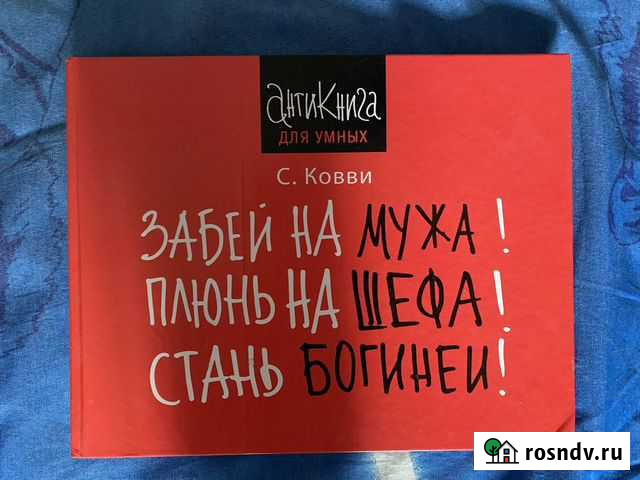 антиКнига
ДЛЯ УМНЫХ
С. Ковви
ЗАБЕЙ НА МУЖА!
ПЛЮНЬ НА ШЕФА!
СТАНЬ БОГИНЕЙ!
rosndv.ru